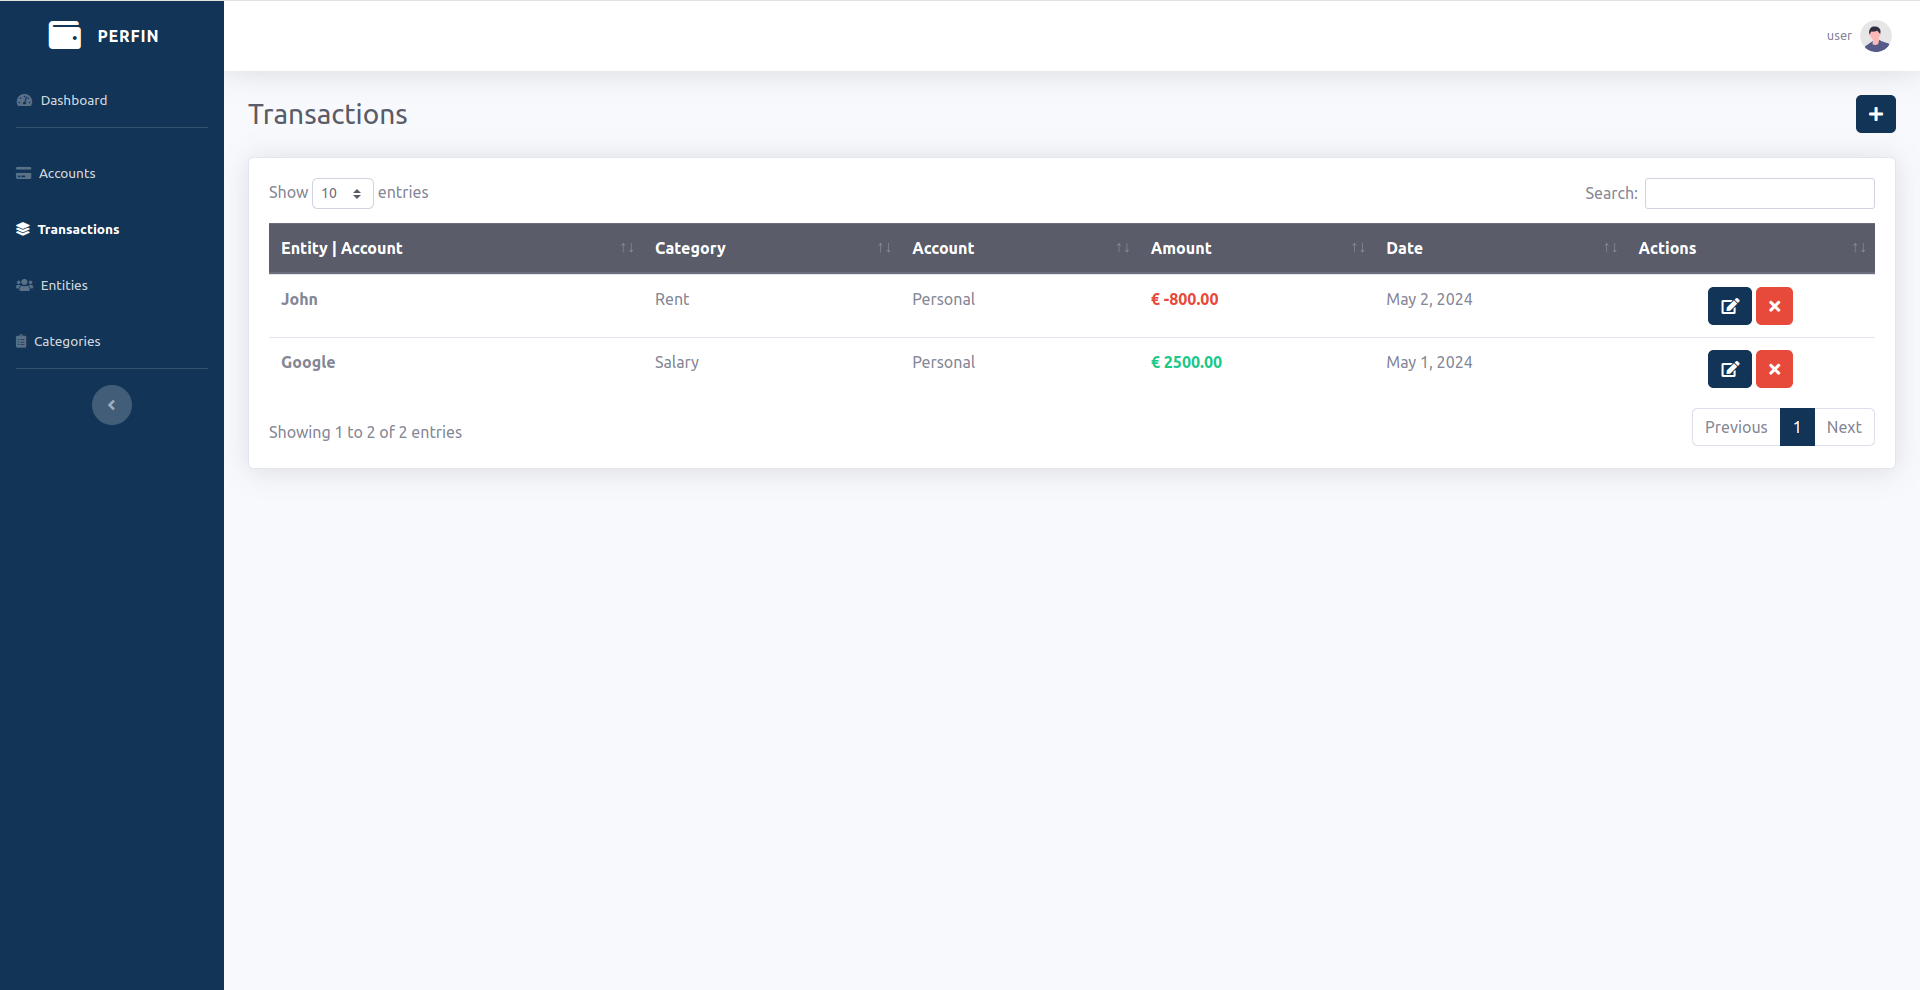 PERFIN
user
Dashboard
Accounts
Transactions
Entities
Categories
Transactions
Show 10 entries
Search:
Entity | Account Category Account Amount Date Actions
John Rent Personal € -800.00 May 2, 2024
Google Salary Personal € 2500.00 May 1, 2024
Showing 1 to 2 of 2 entries
Previous 1 Next